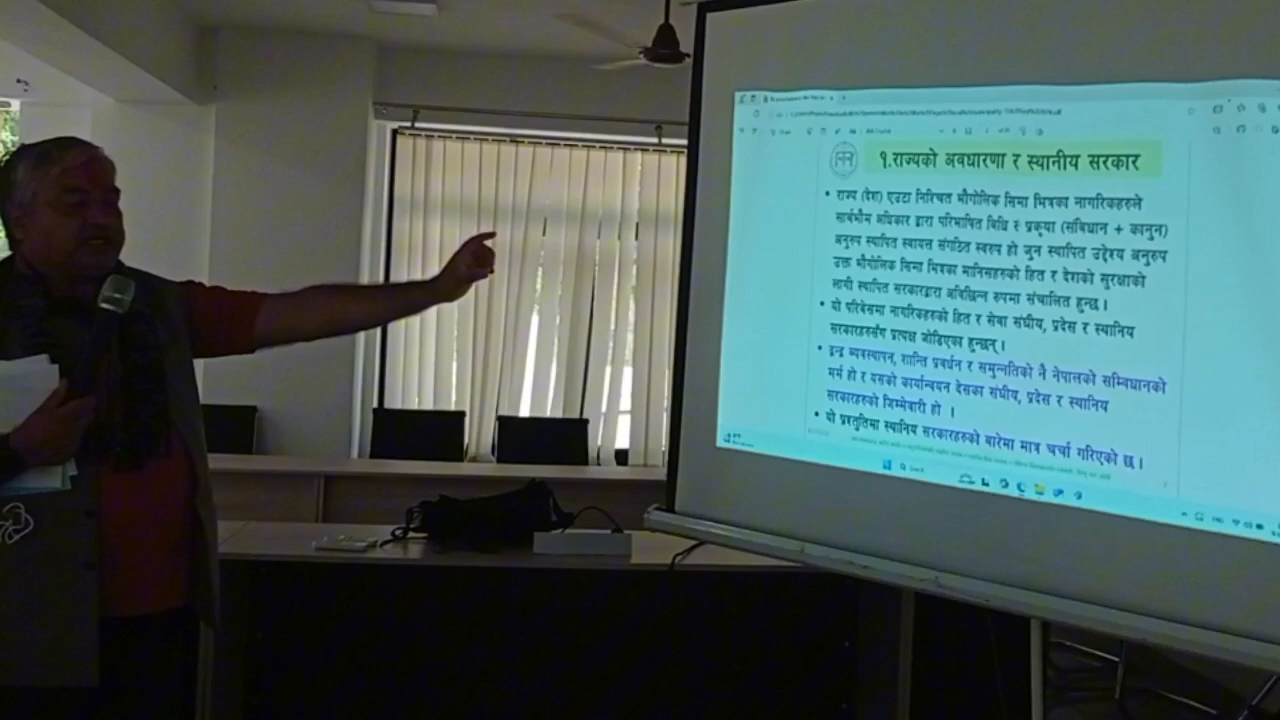 १.राज्यको अवधारणा र स्थानीय सरकार
• राज्य (देश) एउटा निश्चित भौगोलिक सिमा भित्रका नागरिकहरुले
सार्वभौम अधिकार द्वारा परिभाषित विधि र प्रकृया (संविधान + कानुन)
अनुरुप स्थापित स्वायत्त संगठित स्वरुप हो जुन स्थापित उद्देश्य अनुरुप
उक्त भौगोलिक सिमा भित्रका मानिसहरुको हित र देशको सुरक्षाको
लागी स्थापित सरकारद्वारा अविछिन्न रुपमा संचालित हुन्छ ।
• यो परिवेसमा नागरिकहरुको हित र सेवा संघीय, प्रदेस र स्थानिय
सरकारहरुसँग प्रत्यक्ष जोडिएका हुन्छन् ।
• द्वन्द्व ब्यवस्थापन, शान्ति प्रवर्धन र समुन्नतिको नै नेपालको सम्विधानको
मर्म हो र यसको कार्यान्वयन देसका संघीय, प्रदेस र स्थानिय
सरकारहरुको जिम्मेवारी हो ।
• यो प्रश्तुतिमा स्थानिय सरकारहरुको बारेमा मात्र चर्चा गरिएको छ ।